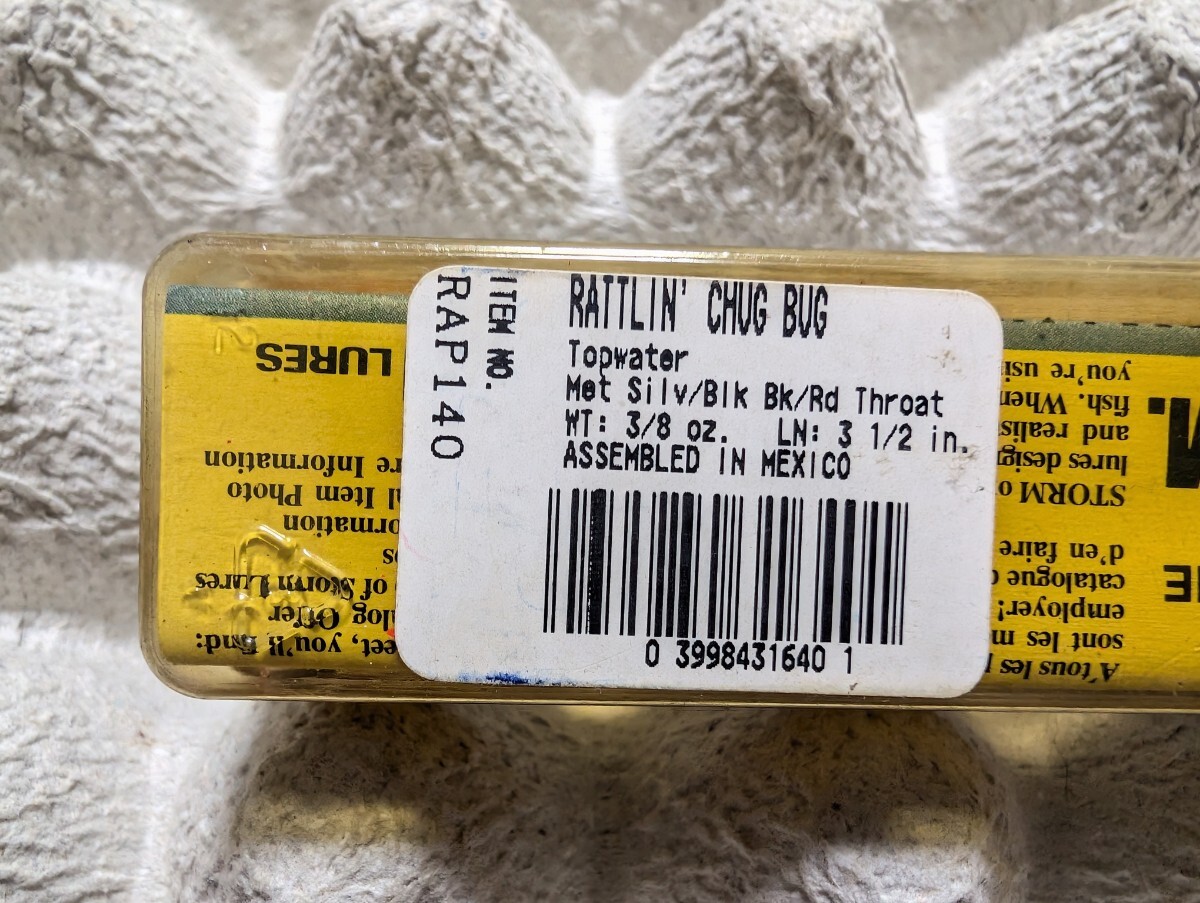 ITEM NO.
RAP140
RATTLIN' CHUG BUG
Topwater
Met Silv/Blk Bk/Rd Throat
WT: 3/8 oz. LN: 3 1/2 in.
ASSEMBLED IN MEXICO
0 3998431640 1
LURES
re Information
l Item Photo
ormation
os
of Storm Lures
alog Offer
eet, you'll find:
A tous les
sont les m
employer!
catalogue
d'en faire
STORM
lures desig
and realis
fish. When
you're usi
M.